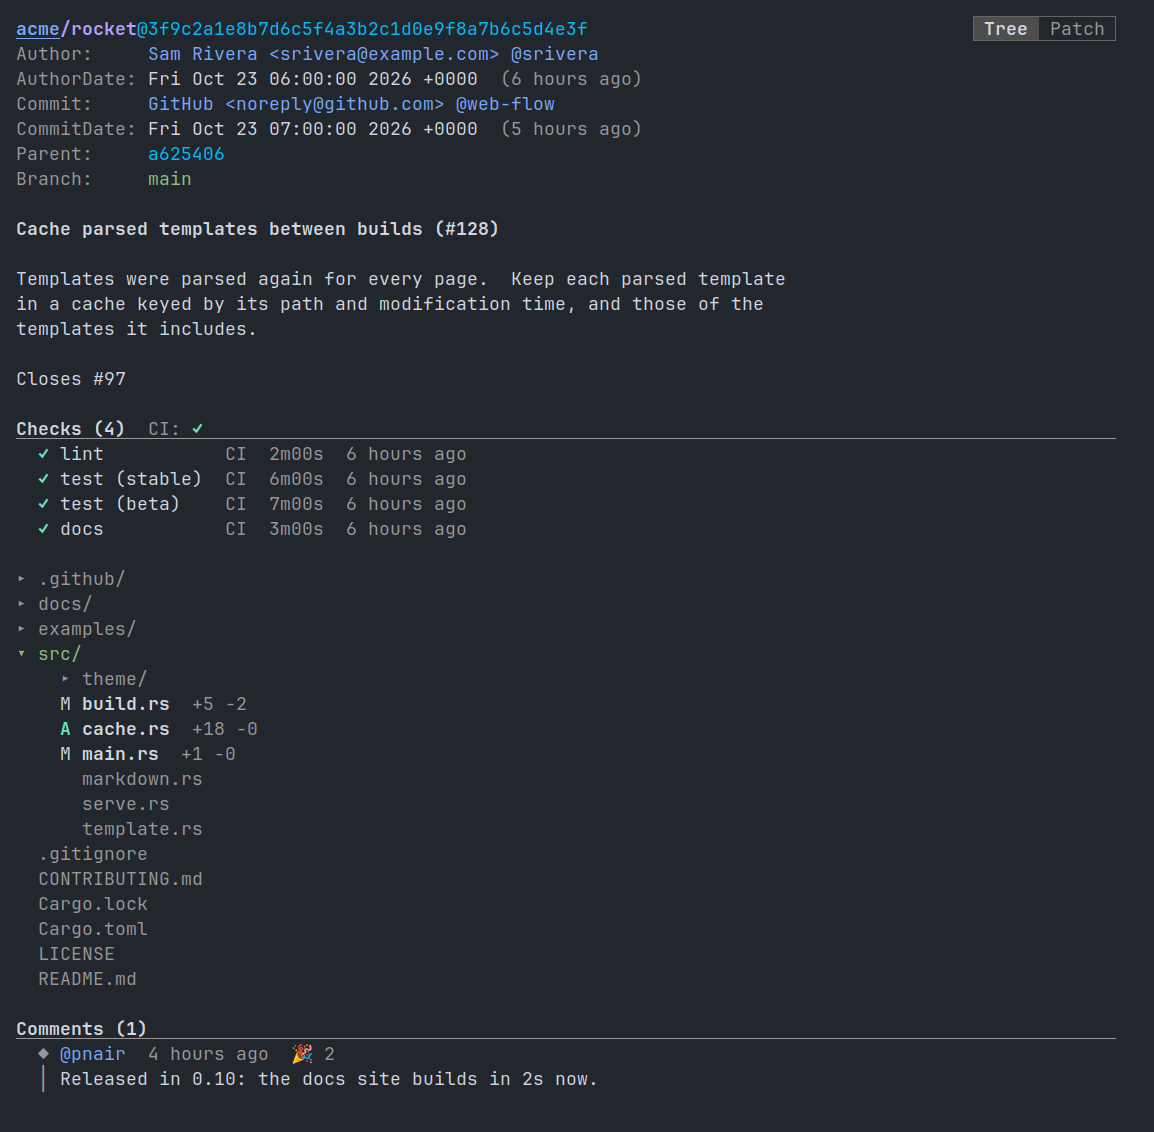 acme/rocket@3f9c2a1e8b7d6c5f4a3b2c1d0e9f8a7b6c5d4e3f Tree Patch
Author: Sam Rivera <srivera@example.com> @srivera
AuthorDate: Fri Oct 23 06:00:00 2026 +0000 (6 hours ago)
Commit: GitHub <noreply@github.com> @web-flow
CommitDate: Fri Oct 23 07:00:00 2026 +0000 (5 hours ago)
Parent: a625406
Branch: main
Cache parsed templates between builds (#128)
Templates were parsed again for every page. Keep each parsed template
in a cache keyed by its path and modification time, and those of the
templates it includes.
Closes #97
Checks (4) CI: ✓
✓ lint CI 2m00s 6 hours ago
✓ test (stable) CI 6m00s 6 hours ago
✓ test (beta) CI 7m00s 6 hours ago
✓ docs CI 3m00s 6 hours ago
▸ .github/
▸ docs/
▸ examples/
▾ src/
▸ theme/
M build.rs +5 -2
A cache.rs +18 -0
M main.rs +1 -0
markdown.rs
serve.rs
template.rs
.gitignore
CONTRIBUTING.md
Cargo.lock
Cargo.toml
LICENSE
README.md
Comments (1)
◆ @pnair 4 hours ago 🎉 2
Released in 0.10: the docs site builds in 2s now.